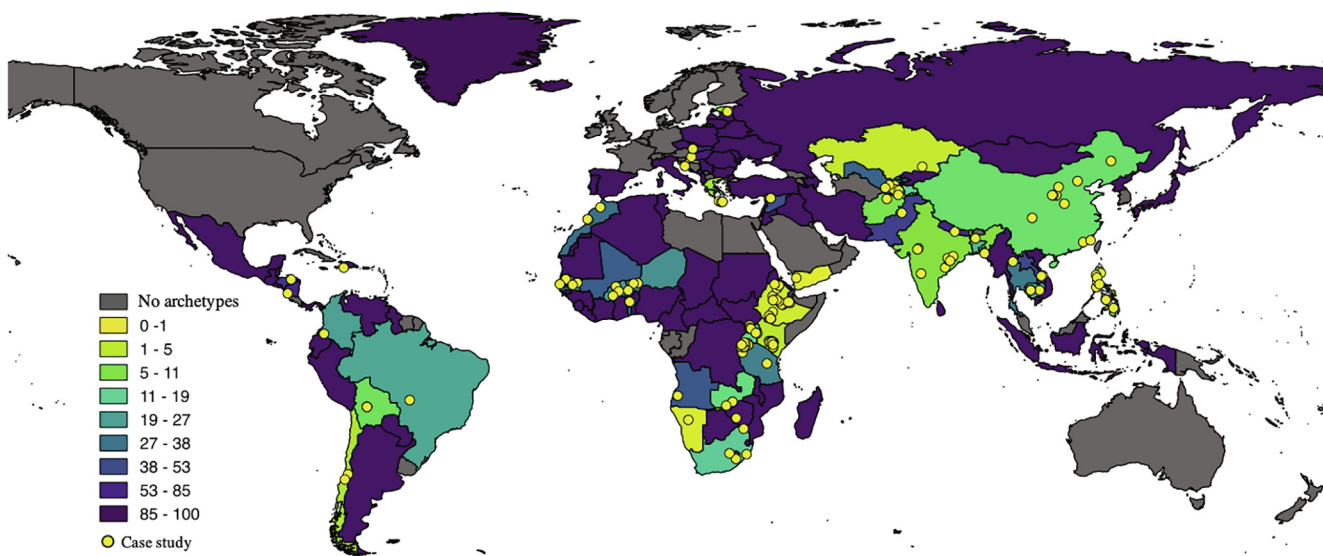 No archetypes
0 -1
1 - 5
5 - 11
11 - 19
19 - 27
27 - 38
38 - 53
53 - 85
85 - 100
Case study